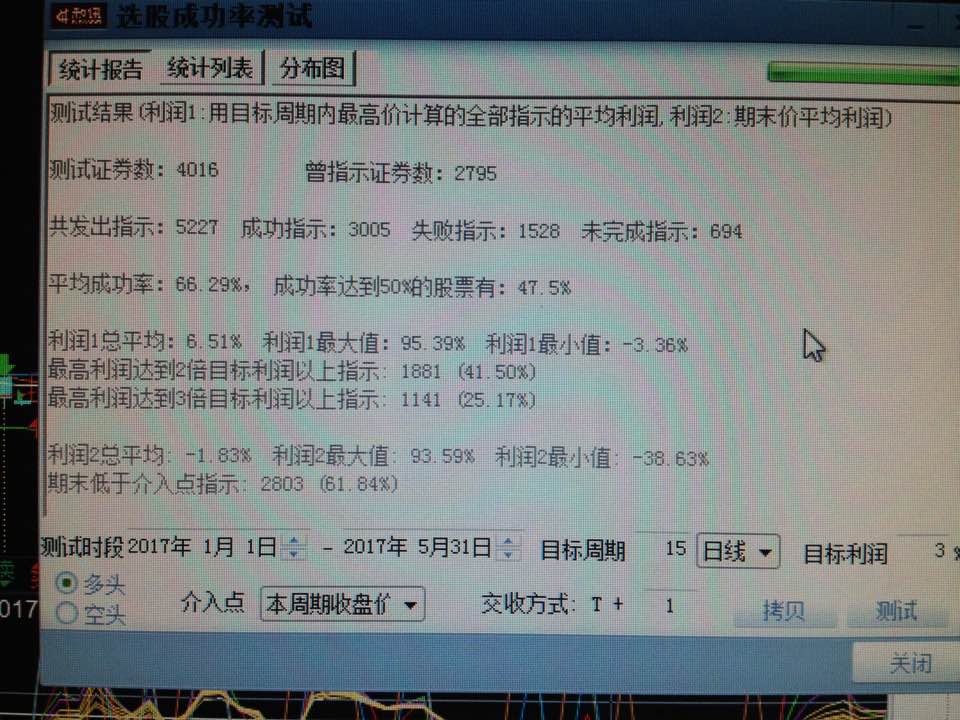 选股成功率测试
统计报告 统计列表 分布图
测试结果(利润1:用目标周期内最高价计算的全部指示的平均利润,利润2:期末价平均利润)
测试证券数: 4016 曾指示证券数: 2795
共发出指示: 5227 成功指示: 3005 失败指示: 1528 未完成指示: 694
平均成功率: 66.29%, 成功率达到50%的股票有: 47.5%
利润1总平均: 6.51% 利润1最大值: 95.39% 利润1最小值: -3.36%
最高利润达到2倍目标利润以上指示: 1881 (41.50%)
最高利润达到3倍目标利润以上指示: 1141 (25.17%)
利润2总平均: -1.83% 利润2最大值: 93.59% 利润2最小值: -38.63%
期末低于介入点指示: 2803 (61.84%)
测试时段 2017年 1月 1日 - 2017年 5月31日 目标周期 15 日线 目标利润 3 %
多头
空头
介入点 本周期收盘价 交收方式: T + 1 拷贝 测试
017
关闭